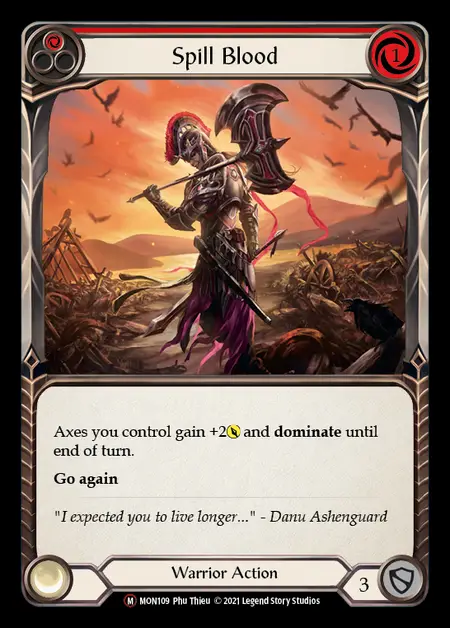 Spill Blood
1
Axes you control gain +2 and dominate until
end of turn.
Go again
"I expected you to live longer..." - Danu Ashenguard
Warrior Action
3
M MON109 Phu Thieu © 2021 Legend Story Studios